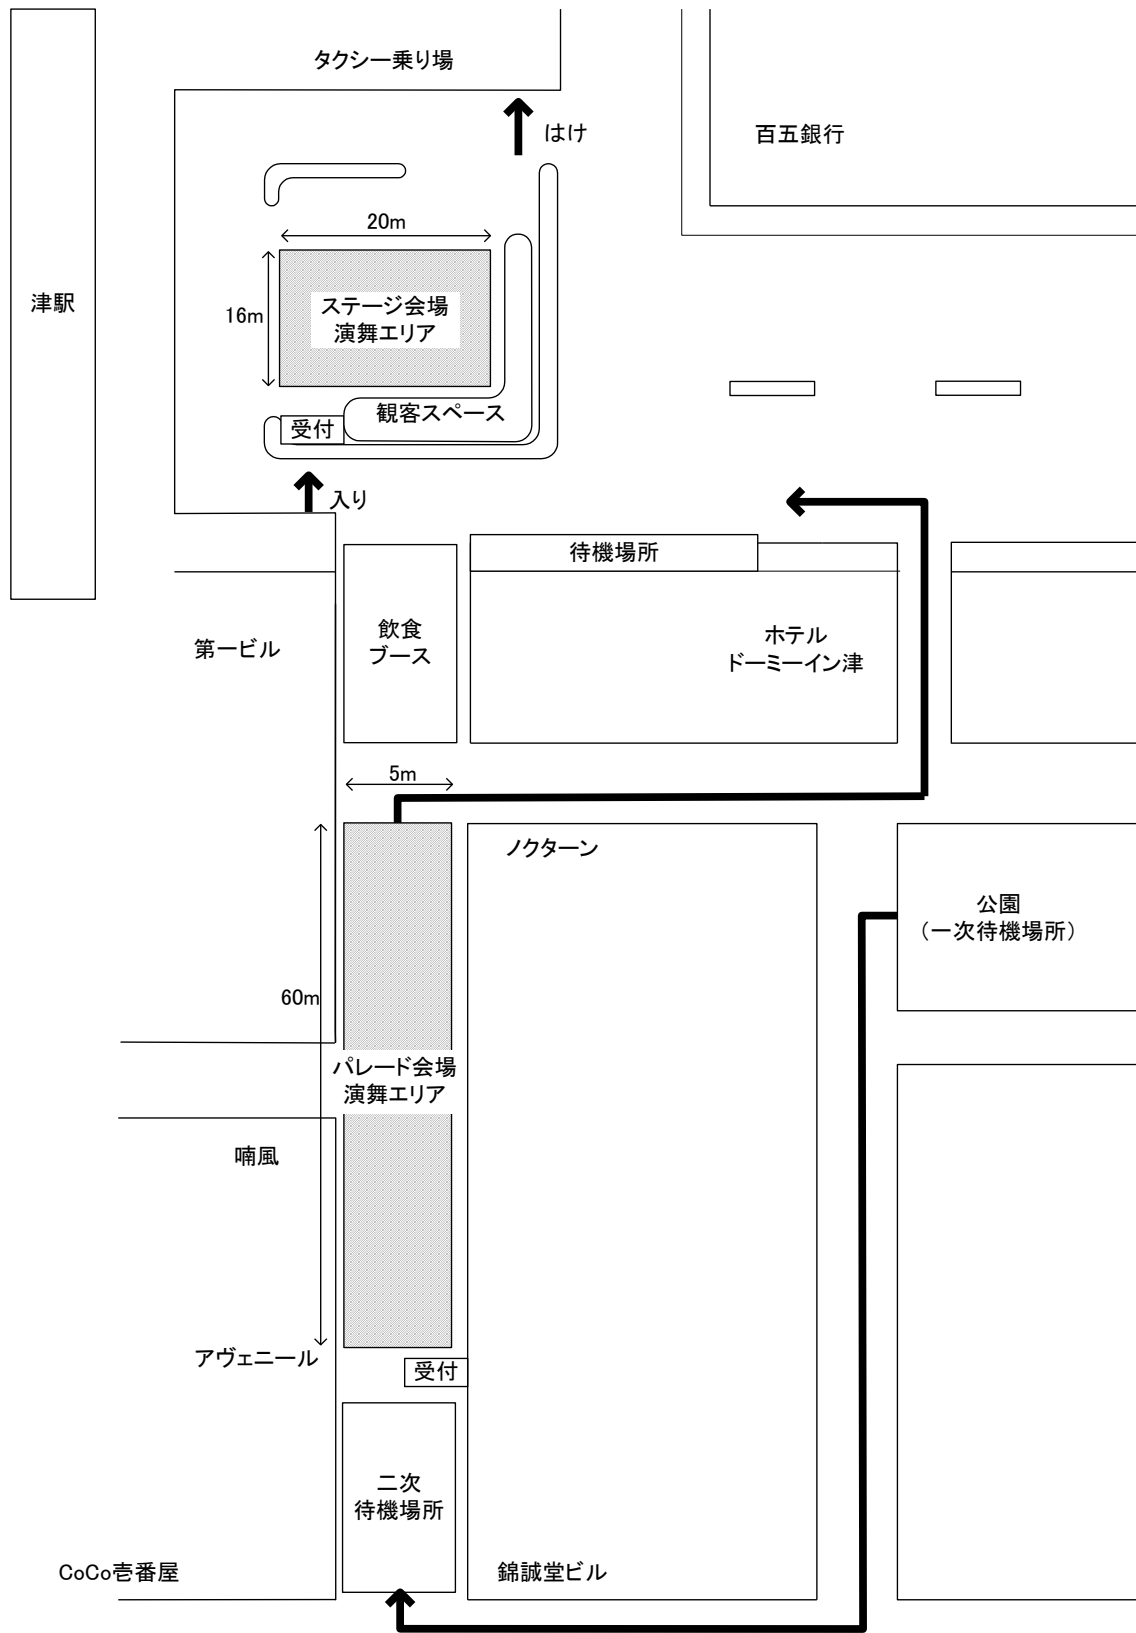 タクシー乗り場
はけ
百五銀行
20m
津駅
16m
ステージ会場
演舞エリア
観客スペース
受付
入り
待機場所
飲食
ブース
ホテル
ドーミーイン津
第一ビル
5m
ノクターン
公園
（一次待機場所）
60m
パレード会場
演舞エリア
喃風
アヴェニール
受付
二次
待機場所
CoCo壱番屋
錦誠堂ビル